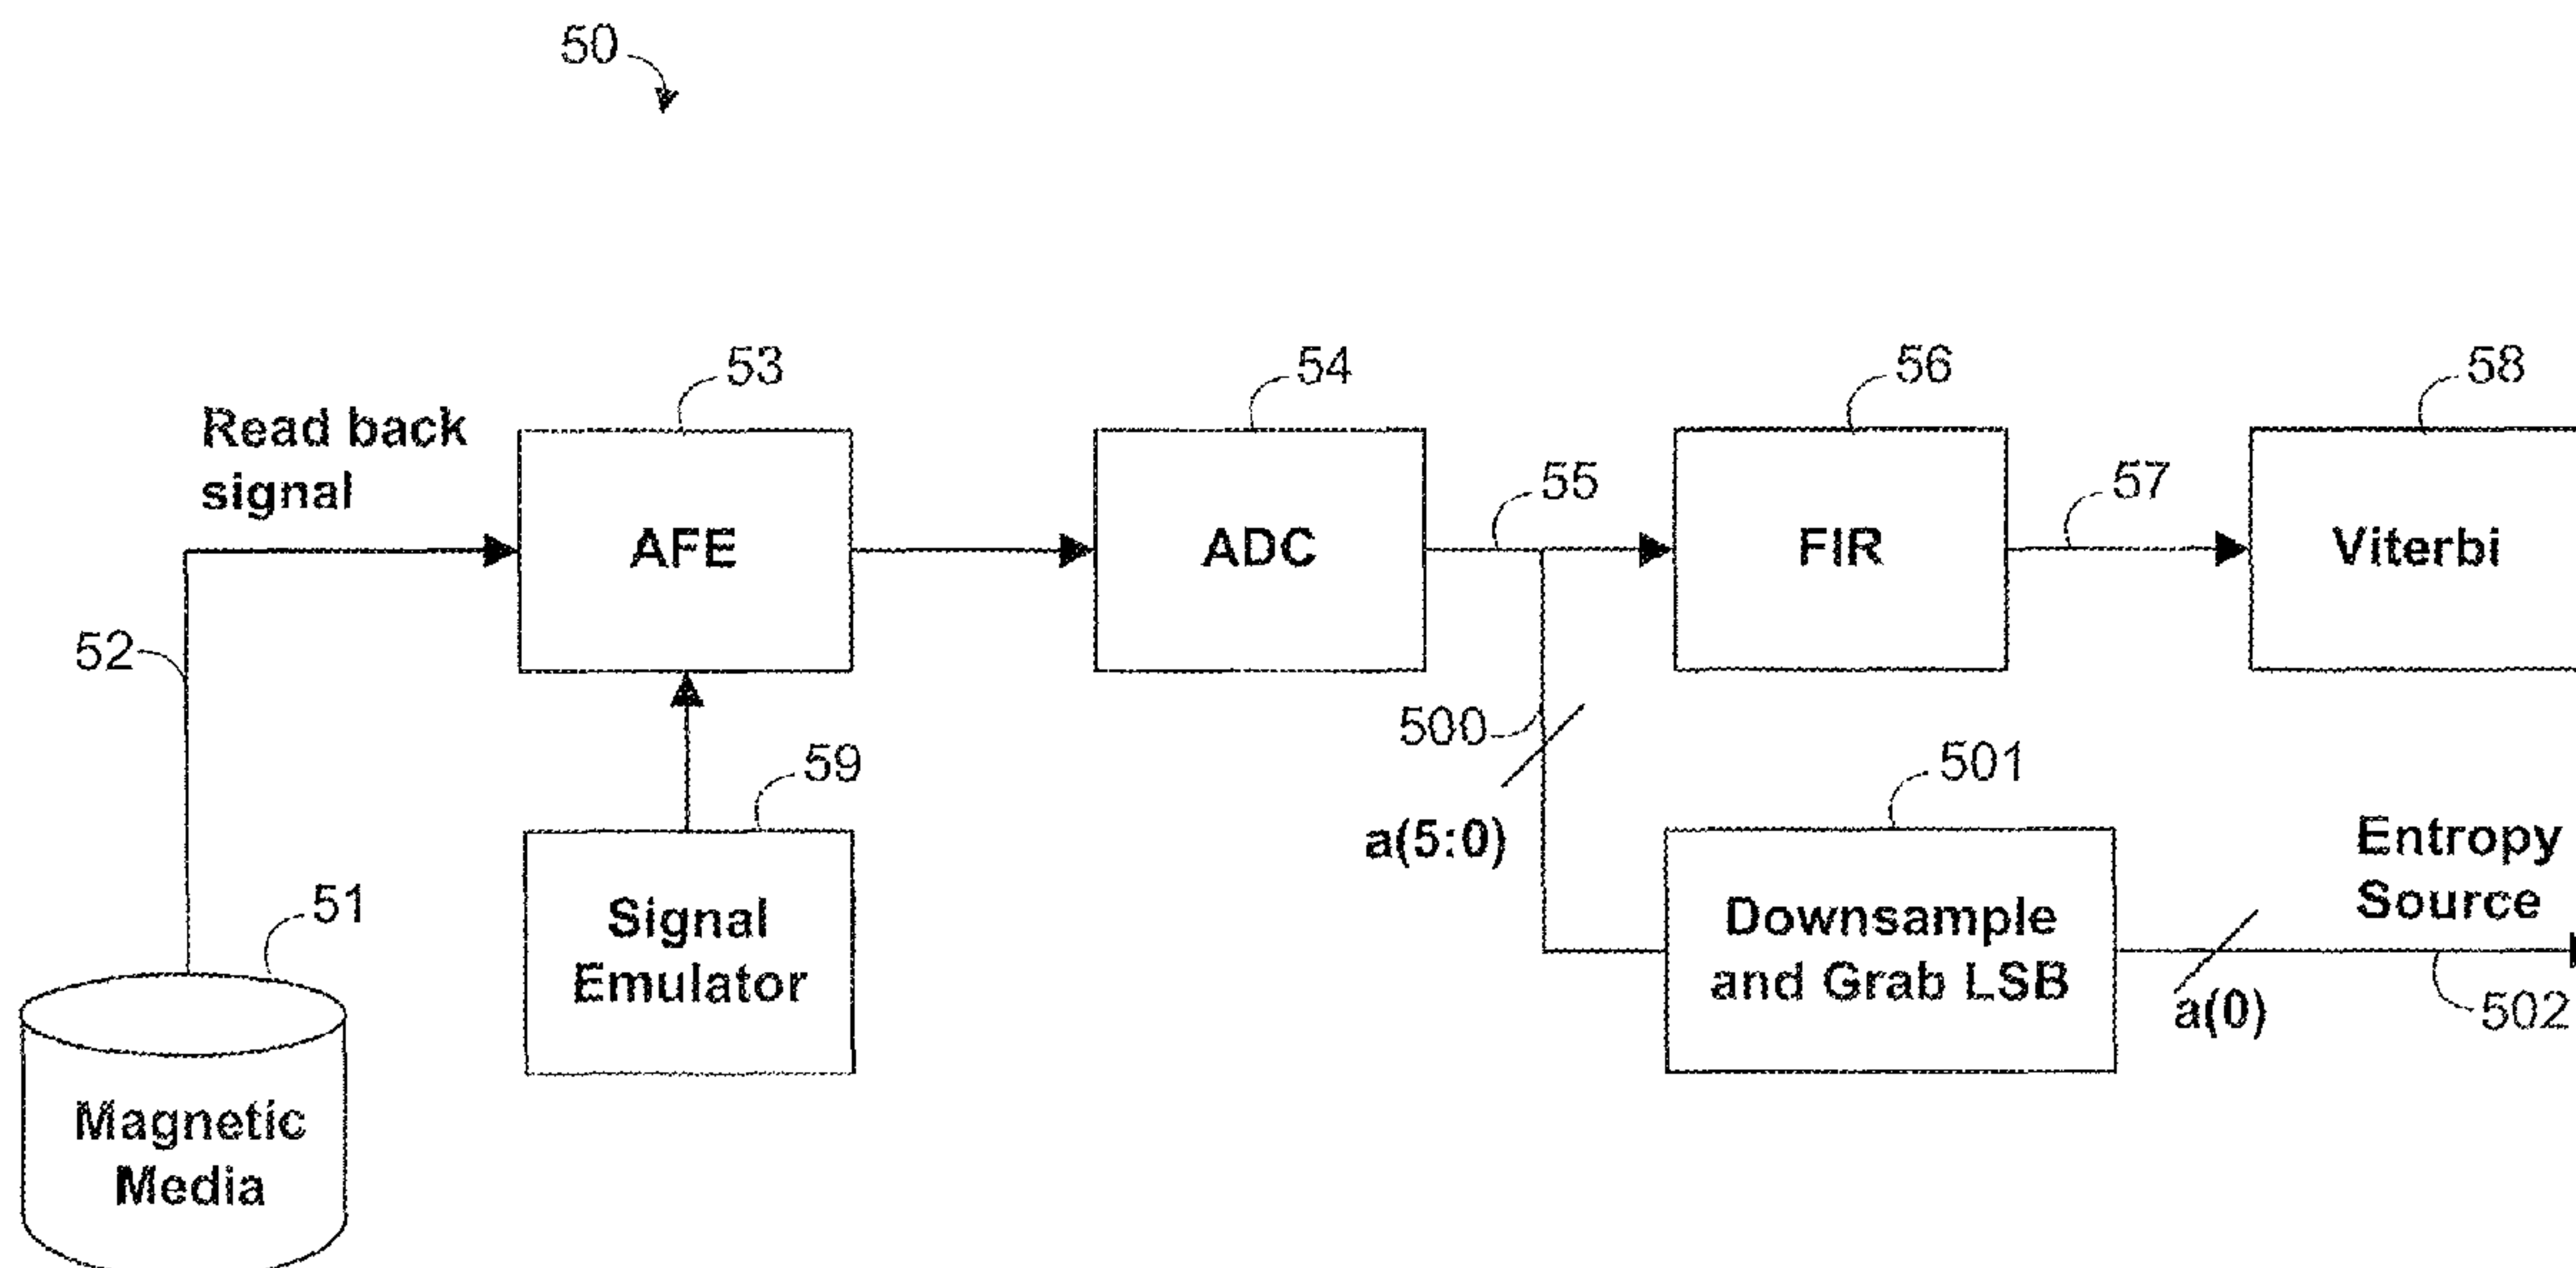 50
53
54
56
58
Read back
signal
55
57
AFE
ADC
FIR
Viterbi
52
500
59
501
a(5:0)
Entropy
Source
51
Signal
Emulator
Downsample
and Grab LSB
a(0)
502
Magnetic
Media